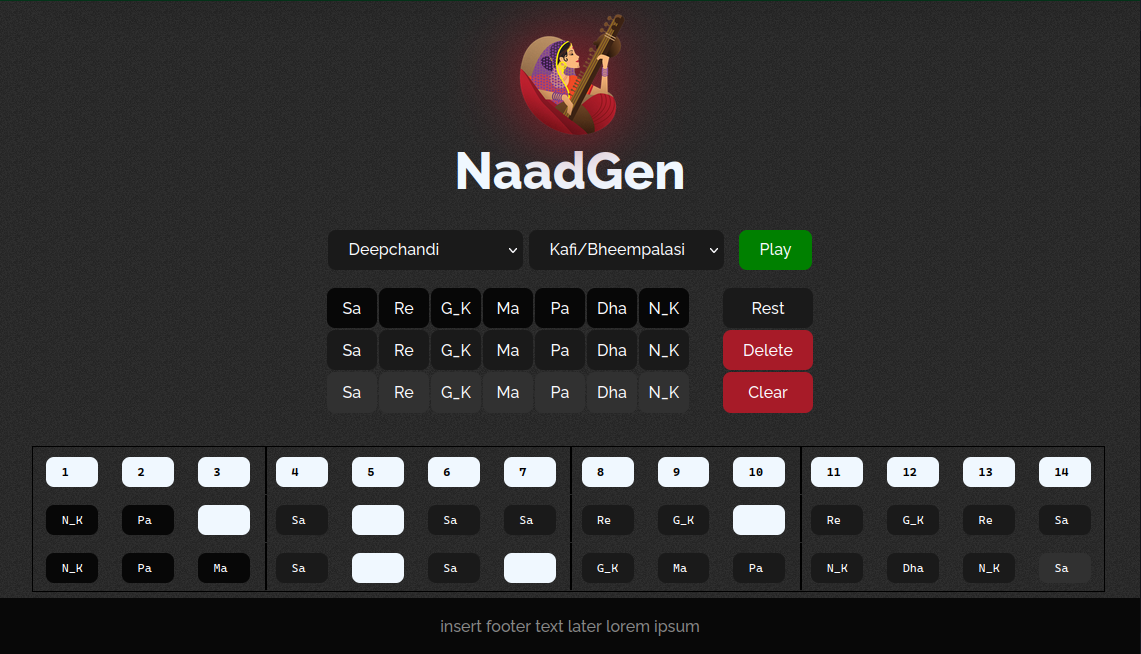 NaadGen
Deepchandi Kafi/Bheempalasi Play
Sa Re G_K Ma Pa Dha N_K Rest
Sa Re G_K Ma Pa Dha N_K Delete
Sa Re G_K Ma Pa Dha N_K Clear
1 2 3 4 5 6 7 8 9 10 11 12 13 14
N_K Pa Sa Sa Sa Re G_K Re G_K Re Sa
N_K Pa Ma Sa Sa G_K Ma Pa N_K Dha N_K Sa
insert footer text later lorem ipsum